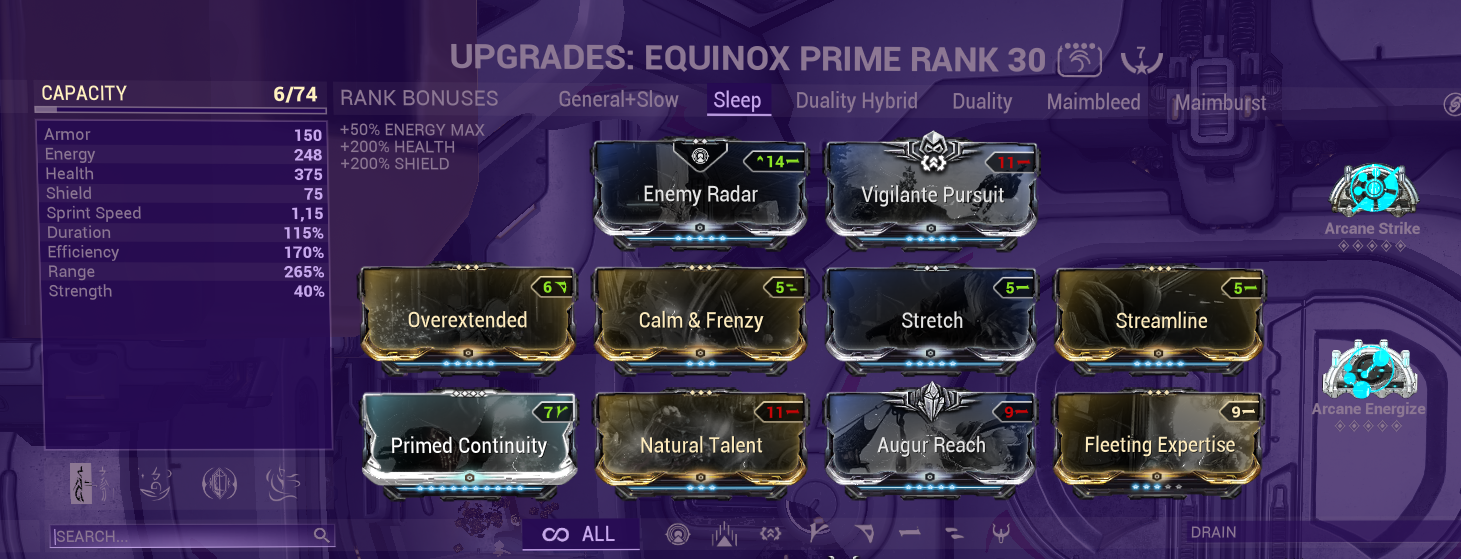 UPGRADES: EQUINOX PRIME RANK 30
7
CAPACITY 6/74
RANK BONUSES
+50% ENERGY MAX
+200% HEALTH
+200% SHIELD
General+Slow Sleep Duality Hybrid Duality Maimbleed Maimburst
Armor 150
Energy 248
Health 375
Shield 75
Sprint Speed 1,15
Duration 115%
Efficiency 170%
Range 265%
Strength 40%
14 11
Enemy Radar Vigilante Pursuit
Arcane Strike
6 5 5 5
Overextended Calm & Frenzy Stretch Streamline
7 11 9 9
Primed Continuity Natural Talent Augur Reach Fleeting Expertise
Arcane Energize
SEARCH...
ALL
DRAIN